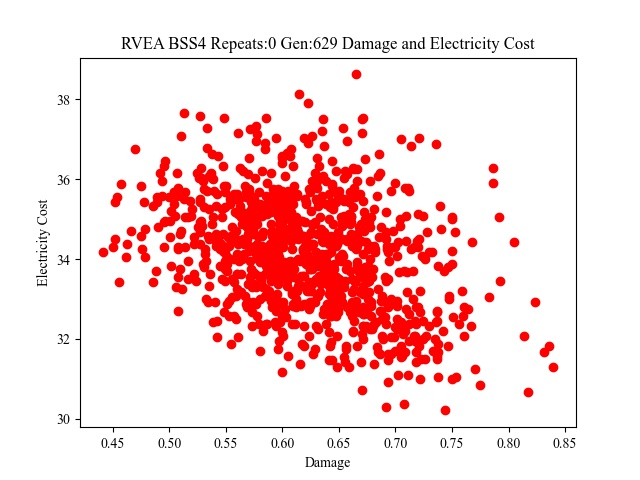 RVEA BSS4 Repeats:0 Gen:629 Damage and Electricity Cost
38
36
34
32
30
Electricity Cost
0.45 0.50 0.55 0.60 0.65 0.70 0.75 0.80 0.85
Damage